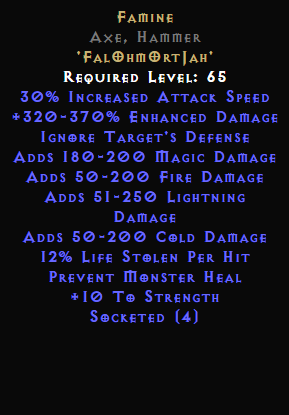 Famine
Axe, Hammer
'FalOhmOrtJah'
Required Level: 65
30% Increased Attack Speed
+320-370% Enhanced Damage
Ignore Target's Defense
Adds 180-200 Magic Damage
Adds 50-200 Fire Damage
Adds 51-250 Lightning
Damage
Adds 50-200 Cold Damage
12% Life Stolen Per Hit
Prevent Monster Heal
+10 To Strength
Socketed (4)